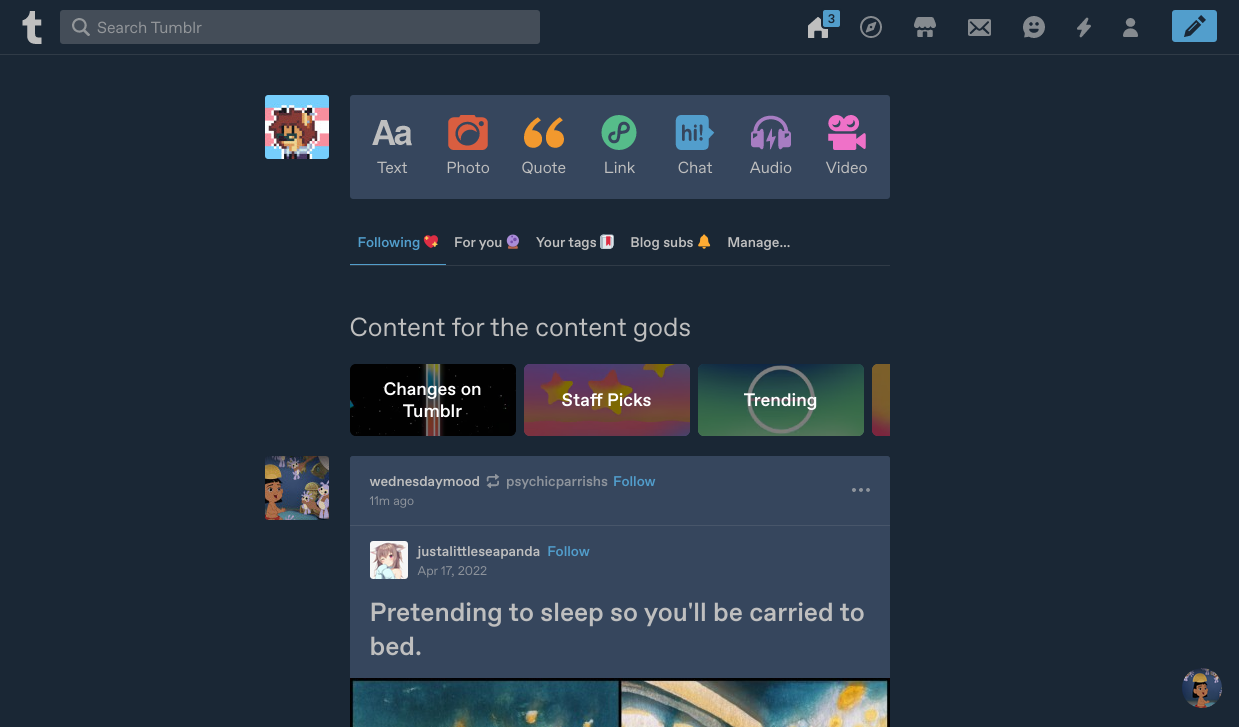 t
Search Tumblr
3
Aa
hi!
Text
Photo
Quote
Link
Chat
Audio
Video
Following
For you
Your tags
Blog subs
Manage...
Content for the content gods
Changes on
Tumblr
Staff Picks
Trending
wednesdaymood psychicparrishs Follow
11m ago
justalittleseapanda Follow
Apr 17, 2022
Pretending to sleep so you'll be carried to
bed.